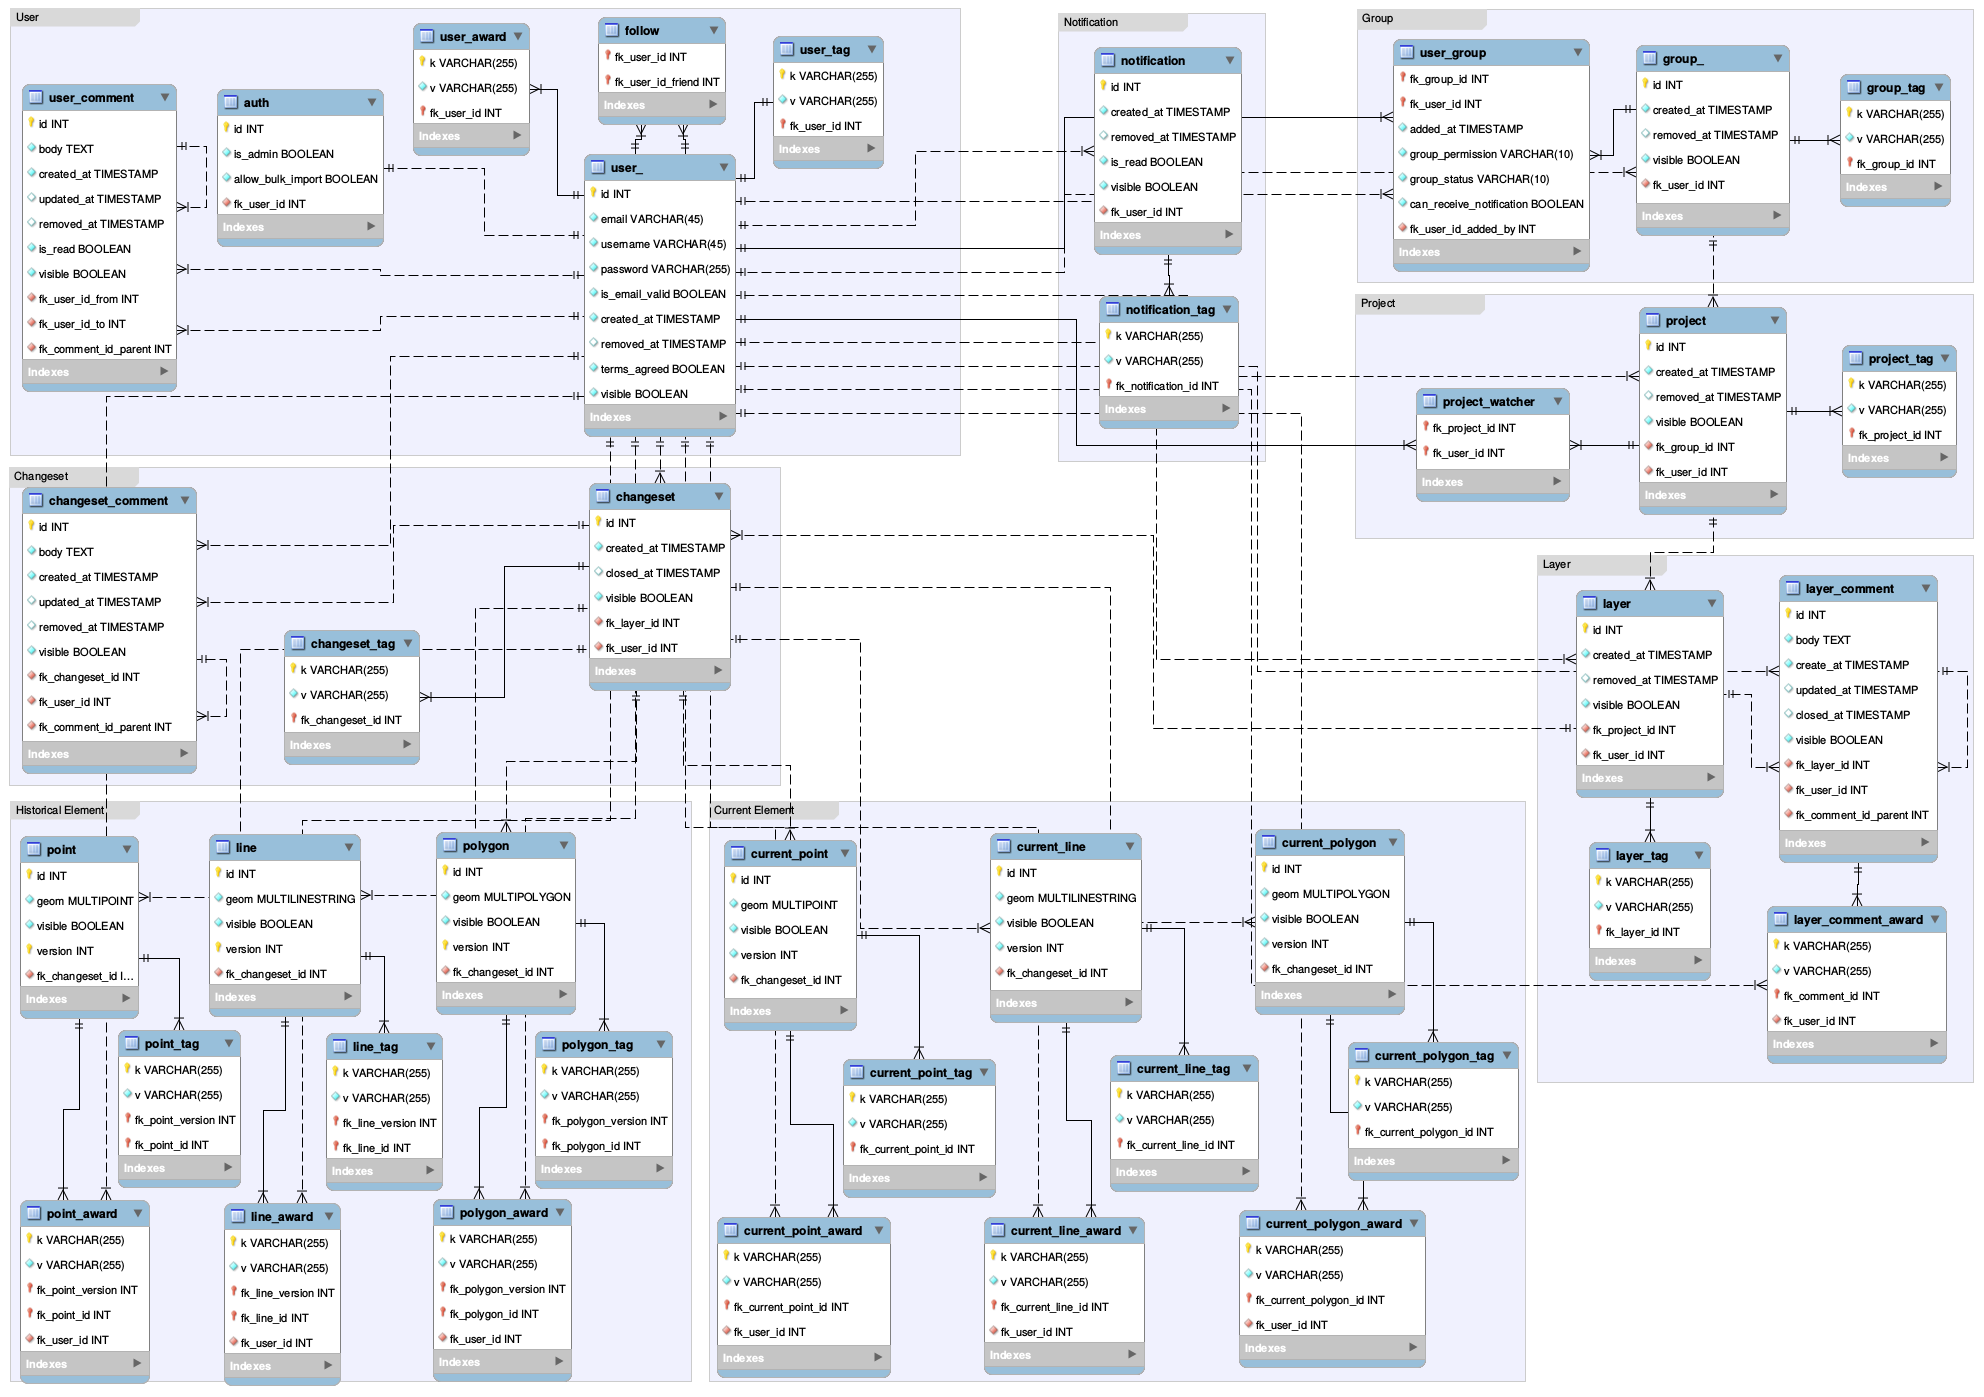 User
user_comment
id INT
body TEXT
created_at TIMESTAMP
updated_at TIMESTAMP
removed_at TIMESTAMP
is_read BOOLEAN
visible BOOLEAN
fk_user_id_from INT
fk_user_id_to INT
fk_comment_id_parent INT
Indexes
auth
id INT
is_admin BOOLEAN
allow_bulk_import BOOLEAN
fk_user_id INT
Indexes
user_award
k VARCHAR(255)
v VARCHAR(255)
fk_user_id INT
Indexes
follow
fk_user_id INT
fk_user_id_friend INT
Indexes
user_tag
k VARCHAR(255)
v VARCHAR(255)
fk_user_id INT
Indexes
user_
id INT
email VARCHAR(45)
username VARCHAR(45)
password VARCHAR(255)
is_email_valid BOOLEAN
created_at TIMESTAMP
removed_at TIMESTAMP
terms_agreed BOOLEAN
visible BOOLEAN
Indexes
Notification
notification
id INT
created_at TIMESTAMP
removed_at TIMESTAMP
is_read BOOLEAN
visible BOOLEAN
fk_user_id INT
Indexes
notification_tag
k VARCHAR(255)
v VARCHAR(255)
fk_notification_id INT
Indexes
Group
user_group
fk_group_id INT
fk_user_id INT
added_at TIMESTAMP
group_permission VARCHAR(10)
group_status VARCHAR(10)
can_receive_notification BOOLEAN
fk_user_id_added_by INT
Indexes
group_
id INT
created_at TIMESTAMP
removed_at TIMESTAMP
visible BOOLEAN
fk_user_id INT
Indexes
group_tag
k VARCHAR(255)
v VARCHAR(255)
fk_group_id INT
Indexes
Project
project_watcher
fk_project_id INT
fk_user_id INT
Indexes
project
id INT
created_at TIMESTAMP
removed_at TIMESTAMP
visible BOOLEAN
fk_group_id INT
fk_user_id INT
Indexes
project_tag
k VARCHAR(255)
v VARCHAR(255)
fk_project_id INT
Indexes
Changeset
changeset_comment
id INT
body TEXT
created_at TIMESTAMP
updated_at TIMESTAMP
removed_at TIMESTAMP
visible BOOLEAN
fk_changeset_id INT
fk_user_id INT
fk_comment_id_parent INT
Indexes
changeset_tag
k VARCHAR(255)
v VARCHAR(255)
fk_changeset_id INT
Indexes
changeset
id INT
created_at TIMESTAMP
closed_at TIMESTAMP
visible BOOLEAN
fk_layer_id INT
fk_user_id INT
Indexes
Layer
layer
id INT
created_at TIMESTAMP
removed_at TIMESTAMP
visible BOOLEAN
fk_project_id INT
fk_user_id INT
Indexes
layer_comment
id INT
body TEXT
create_at TIMESTAMP
updated_at TIMESTAMP
closed_at TIMESTAMP
visible BOOLEAN
fk_layer_id INT
fk_user_id INT
fk_comment_id_parent INT
Indexes
layer_tag
k VARCHAR(255)
v VARCHAR(255)
fk_layer_id INT
Indexes
layer_comment_award
k VARCHAR(255)
v VARCHAR(255)
fk_comment_id INT
fk_user_id INT
Indexes
Historical Element
point
id INT
geom MULTIPOINT
visible BOOLEAN
version INT
fk_changeset_id I...
Indexes
line
id INT
geom MULTILINESTRING
visible BOOLEAN
version INT
fk_changeset_id INT
Indexes
polygon
id INT
geom MULTIPOLYGON
visible BOOLEAN
version INT
fk_changeset_id INT
Indexes
point_tag
k VARCHAR(255)
v VARCHAR(255)
fk_point_version INT
fk_point_id INT
Indexes
line_tag
k VARCHAR(255)
v VARCHAR(255)
fk_line_version INT
fk_line_id INT
Indexes
polygon_tag
k VARCHAR(255)
v VARCHAR(255)
fk_polygon_version INT
fk_polygon_id INT
Indexes
point_award
k VARCHAR(255)
v VARCHAR(255)
fk_point_version INT
fk_point_id INT
fk_user_id INT
Indexes
line_award
k VARCHAR(255)
v VARCHAR(255)
fk_line_version INT
fk_line_id INT
fk_user_id INT
Indexes
polygon_award
k VARCHAR(255)
v VARCHAR(255)
fk_polygon_version INT
fk_polygon_id INT
fk_user_id INT
Indexes
Current Element
current_point
id INT
geom MULTIPOINT
visible BOOLEAN
version INT
fk_changeset_id INT
Indexes
current_line
id INT
geom MULTILINESTRING
visible BOOLEAN
version INT
fk_changeset_id INT
Indexes
current_polygon
id INT
geom MULTIPOLYGON
visible BOOLEAN
version INT
fk_changeset_id INT
Indexes
current_point_tag
k VARCHAR(255)
v VARCHAR(255)
fk_current_point_id INT
Indexes
current_line_tag
k VARCHAR(255)
v VARCHAR(255)
fk_current_line_id INT
Indexes
current_polygon_tag
k VARCHAR(255)
v VARCHAR(255)
fk_current_polygon_id INT
Indexes
current_point_award
k VARCHAR(255)
v VARCHAR(255)
fk_current_point_id INT
fk_user_id INT
Indexes
current_line_award
k VARCHAR(255)
v VARCHAR(255)
fk_current_line_id INT
fk_user_id INT
Indexes
current_polygon_award
k VARCHAR(255)
v VARCHAR(255)
fk_current_polygon_id INT
fk_user_id INT
Indexes